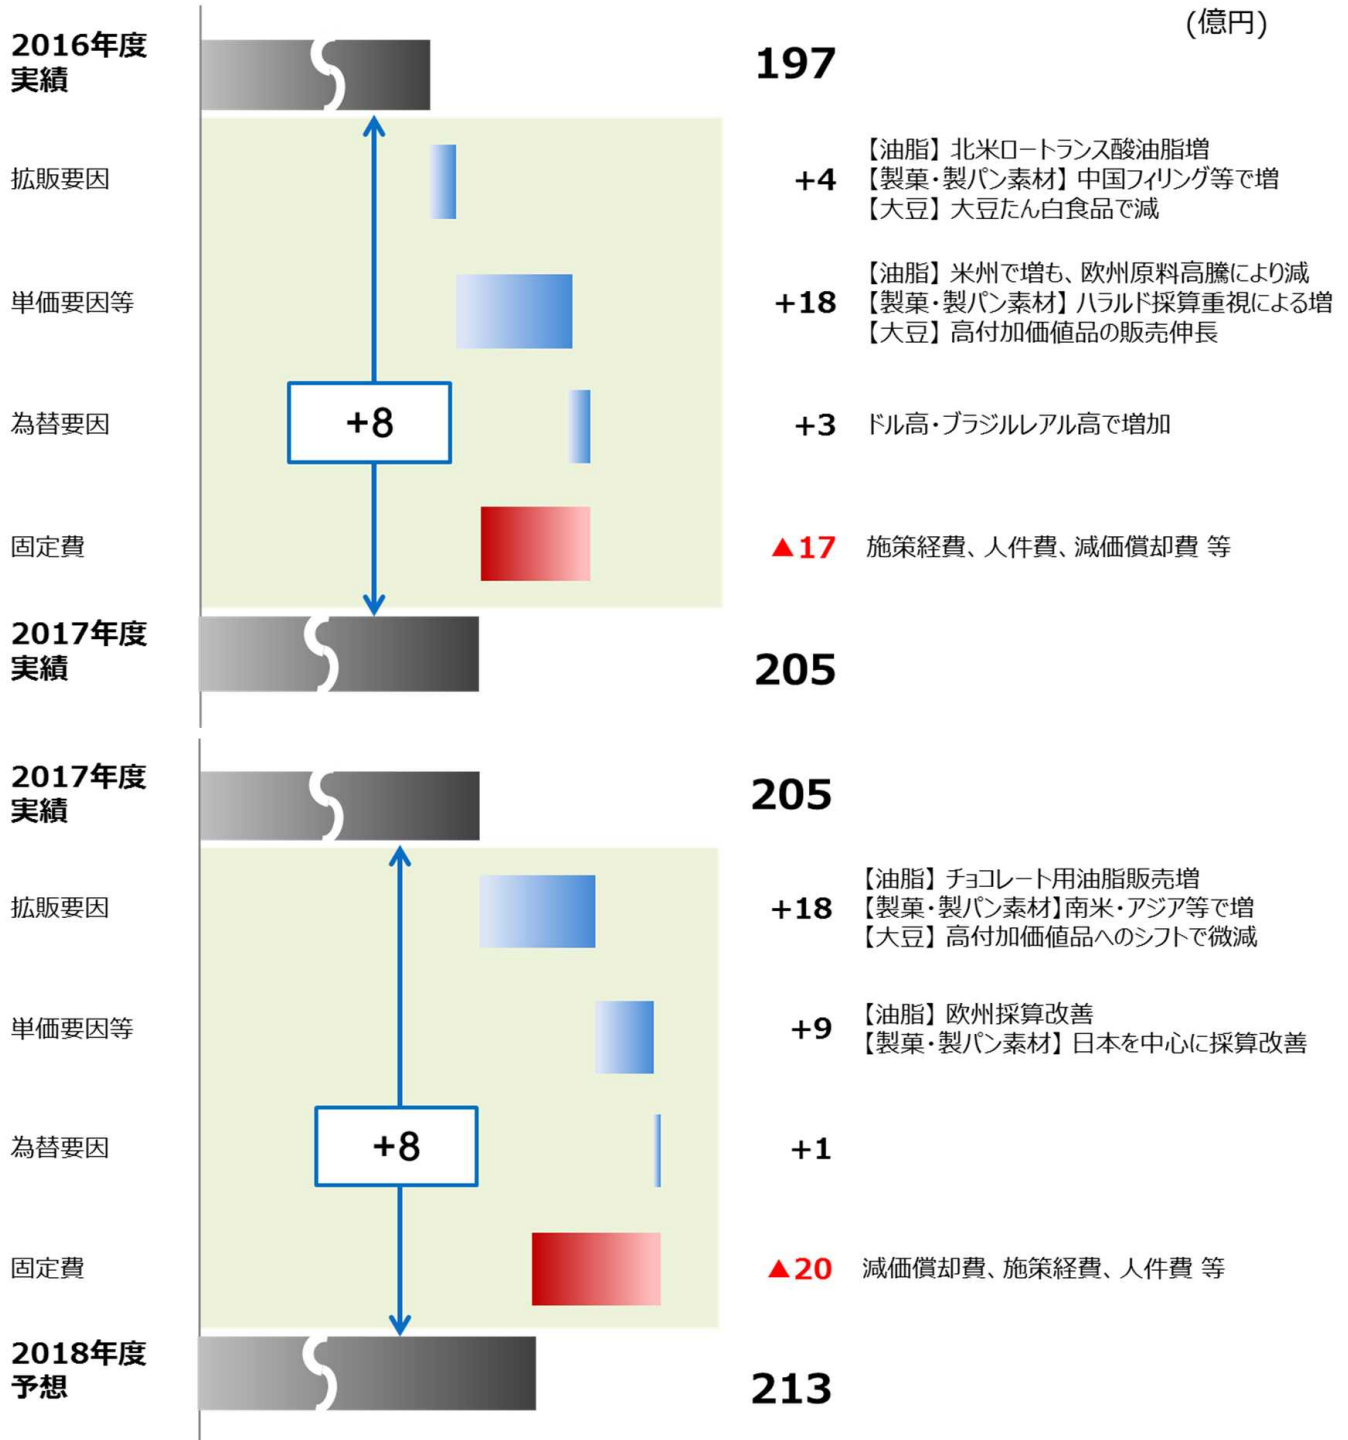 (億円)
2016年度
実績
197
拡販要因
+4
【油脂】 北米ロートランス酸油脂増
【製菓・製パン素材】 中国フィリング等で増
【大豆】 大豆たん白食品で減
単価要因等
+18
【油脂】 米州で増も、欧州原料高騰により減
【製菓・製パン素材】 ハラルド採算重視による増
【大豆】 高付加価値品の販売伸長
為替要因
+8
+3
ドル高・ブラジルレアル高で増加
固定費
▲17
施策経費、人件費、減価償却費 等
2017年度
実績
205
2017年度
実績
205
拡販要因
+18
【油脂】 チョコレート用油脂販売増
【製菓・製パン素材】南米・アジア等で増
【大豆】 高付加価値品へのシフトで微減
単価要因等
+9
【油脂】 欧州採算改善
【製菓・製パン素材】 日本を中心に採算改善
為替要因
+8
+1
固定費
▲20
減価償却費、施策経費、人件費 等
2018年度
予想
213